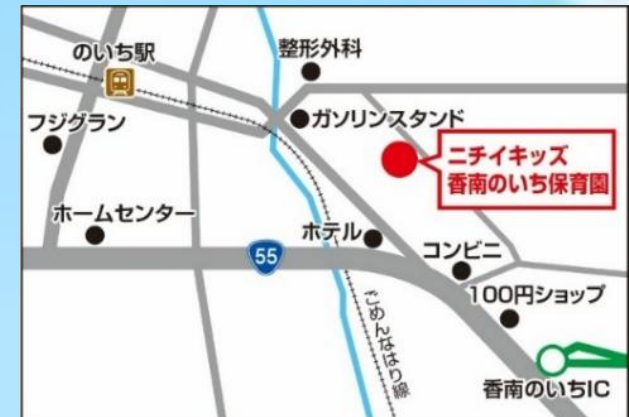 のいち駅
整形外科
フジグラン
ガソリンスタンド
ニチイキッズ
香南のいち保育園
ホームセンター
ホテル
55
コンビニ
100円ショップ
ごめんなはり線
香南のいちIC